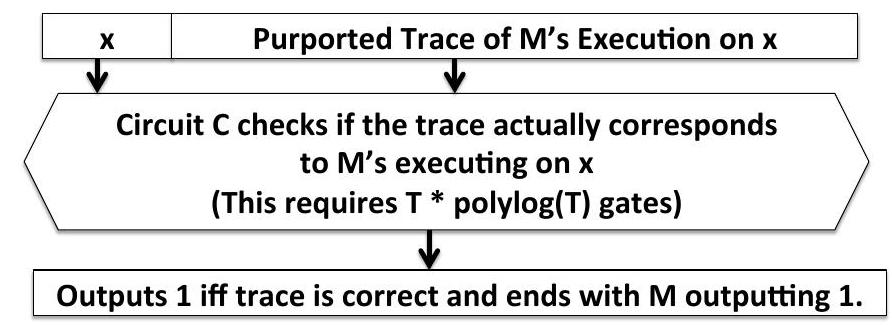 x
Purported Trace of M's Execution on x
Circuit C checks if the trace actually corresponds
to M's executing on x
(This requires T * polylog(T) gates)
Outputs 1 iff trace is correct and ends with M outputting 1.